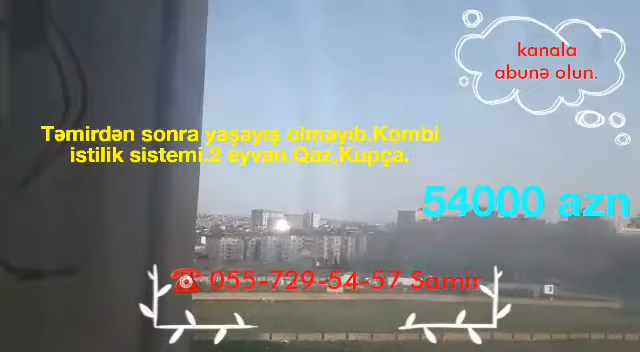 kanala
abunə olun.
Təmirdən sonra yaşayış olmayıb.Kombi
istilik sistemi.2 eyvan.Qaz,Kupça.
54000 azn
☎ 055-729-54-57 Samir